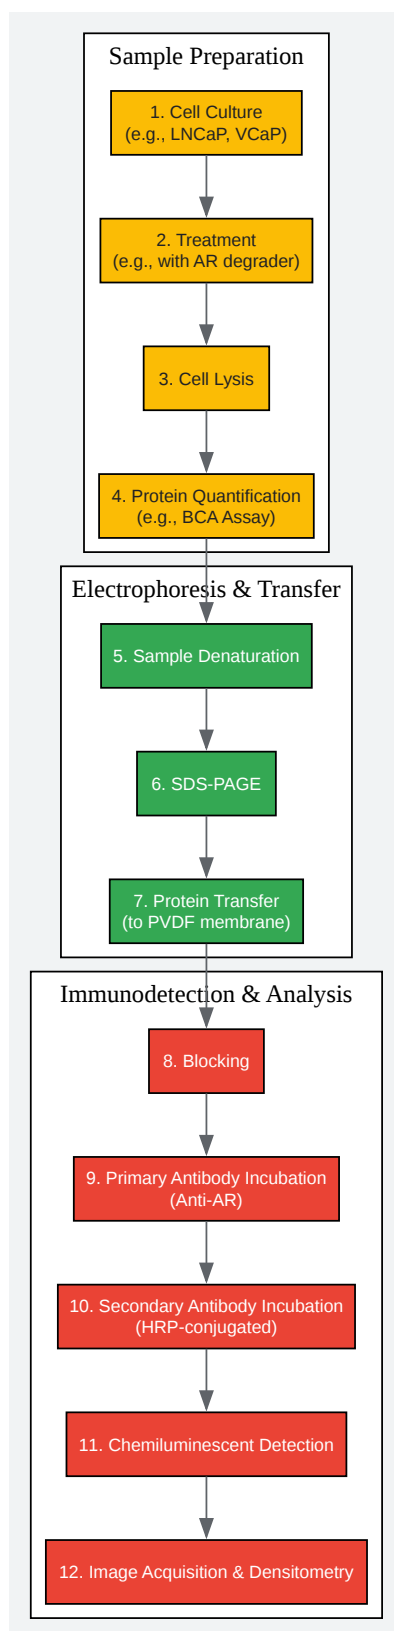 Sample Preparation
1. Cell Culture
(e.g., LNCaP, VCaP)
2. Treatment
(e.g., with AR degrader)
3. Cell Lysis
4. Protein Quantification
(e.g., BCA Assay)
Electrophoresis & Transfer
5. Sample Denaturation
6. SDS-PAGE
7. Protein Transfer
(to PVDF membrane)
Immunodetection & Analysis
8. Blocking
9. Primary Antibody Incubation
(Anti-AR)
10. Secondary Antibody Incubation
(HRP-conjugated)
11. Chemiluminescent Detection
12. Image Acquisition & Densitometry